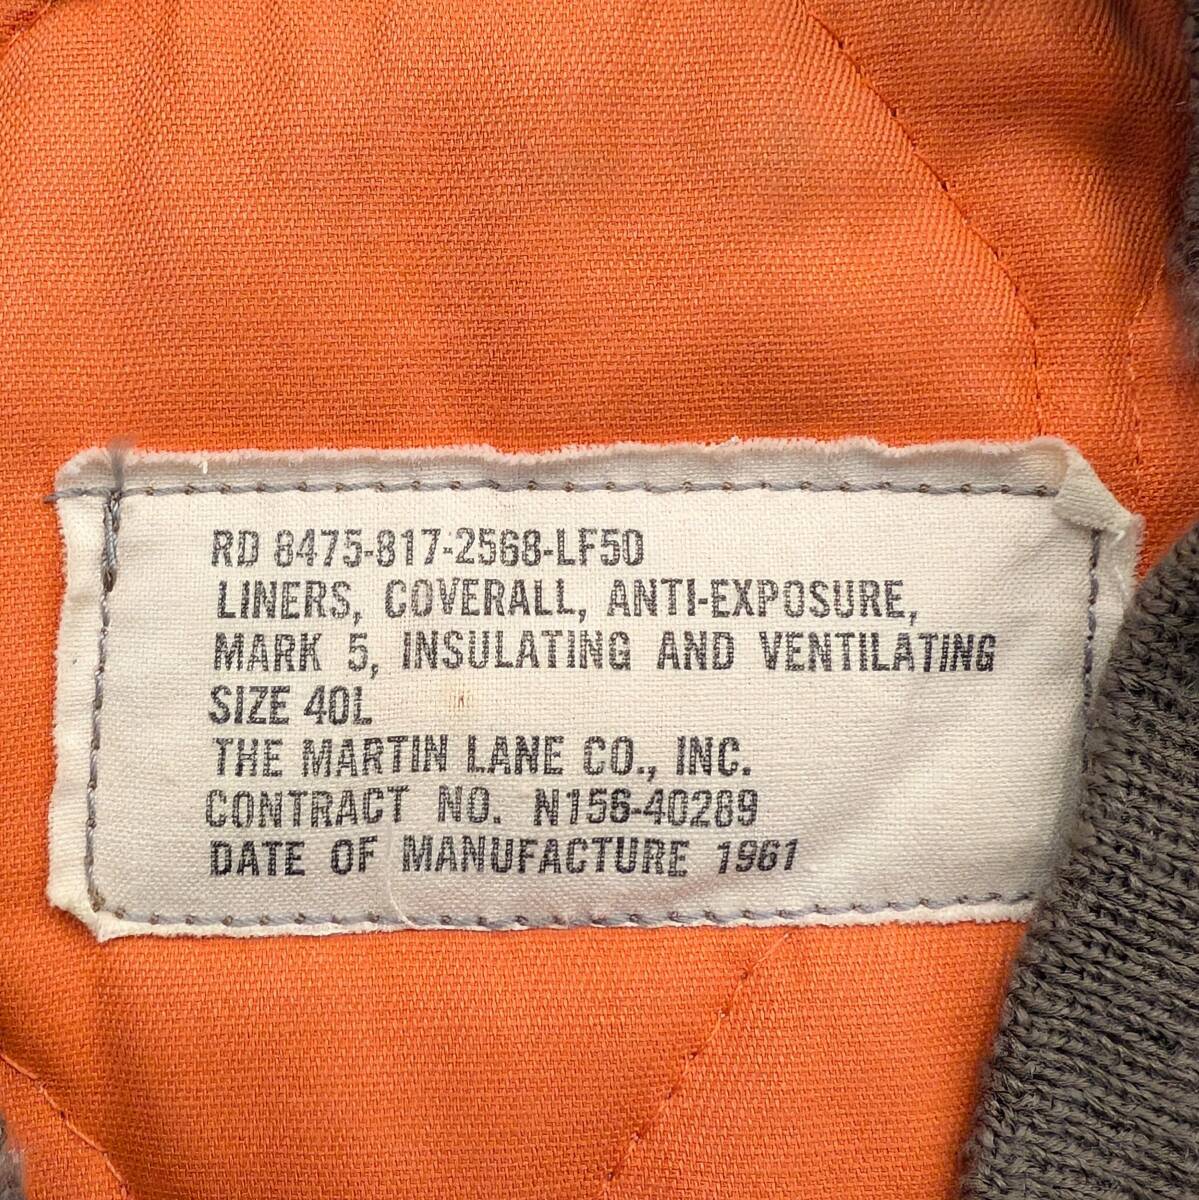 RD 8475-817-2568-LF50
LINERS, COVERALL, ANTI-EXPOSURE,
MARK 5, INSULATING AND VENTILATING
SIZE 40L
THE MARTIN LANE CO., INC.
CONTRACT NO. N156-40289
DATE OF MANUFACTURE 1961